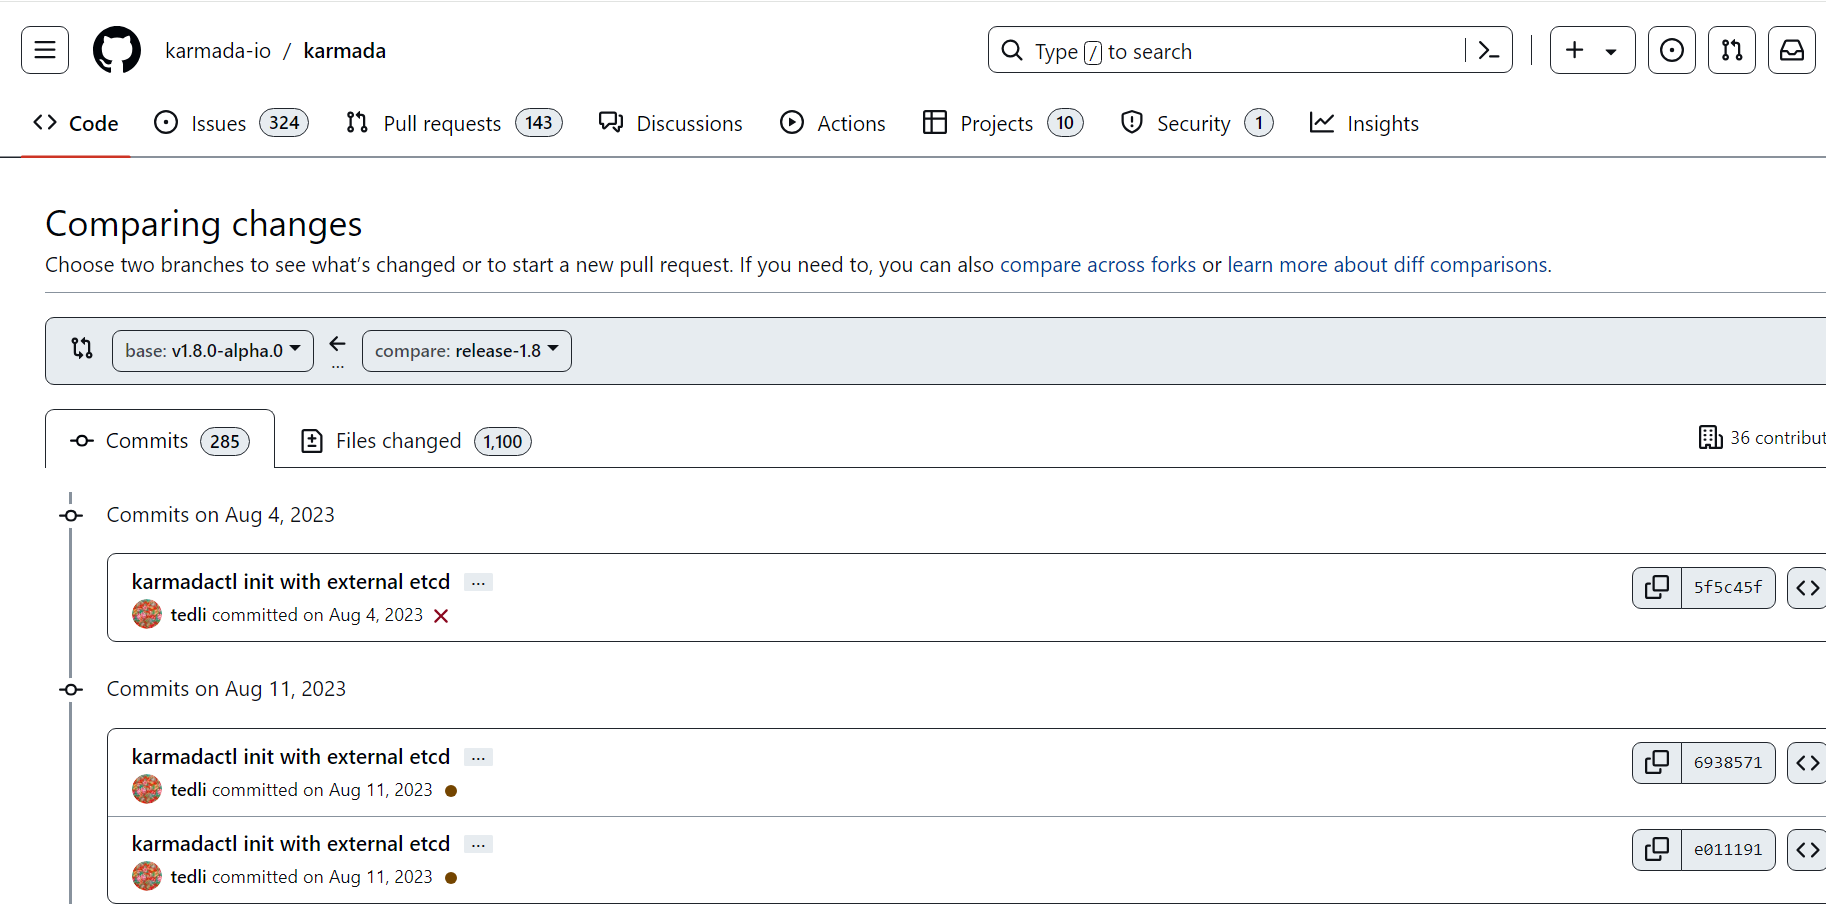 karmada-io / karmada
Type / to search
Code
Issues 324
Pull requests 143
Discussions
Actions
Projects 10
Security 1
Insights
Comparing changes
Choose two branches to see what’s changed or to start a new pull request. If you need to, you can also compare across forks or learn more about diff comparisons.
base: v1.8.0-alpha.0
...
compare: release-1.8
Commits 285
Files changed 1,100
36 contribut
Commits on Aug 4, 2023
karmadactl init with external etcd ...
5f5c45f
tedli committed on Aug 4, 2023
Commits on Aug 11, 2023
karmadactl init with external etcd ...
6938571
tedli committed on Aug 11, 2023
karmadactl init with external etcd ...
e011191
tedli committed on Aug 11, 2023